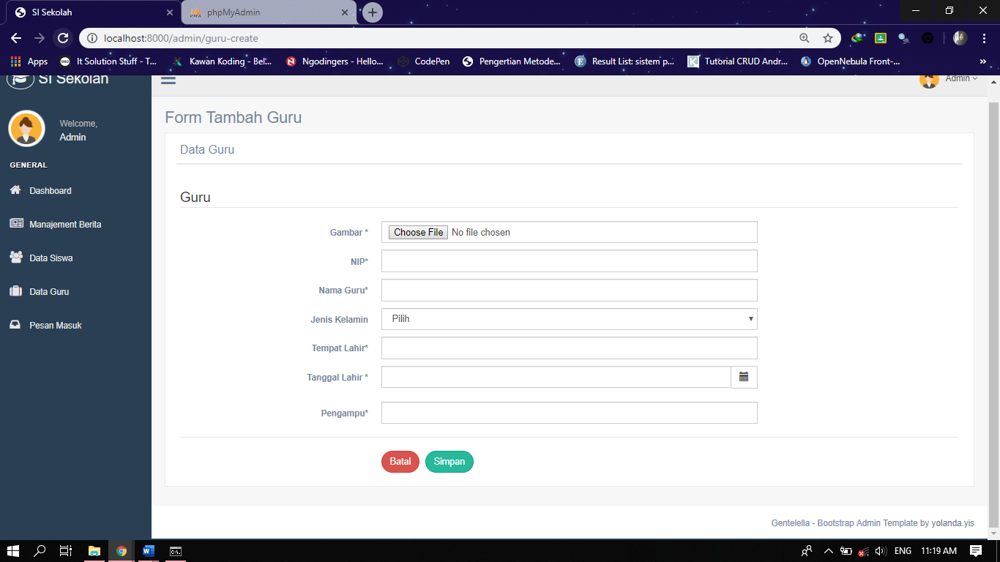 SI Sekolah
phpMyAdmin
localhost:8000/admin/guru-create
Apps
It Solution Stuff - T...
Kawan Koding - Bel...
Ngodingers - Hello...
CodePen
Pengertian Metode...
Result List: sistem p...
Tutorial CRUD Andr...
OpenNebula Front-...
»
SI Sekolah
Admin
Welcome,
Admin
GENERAL
Dashboard
Manajement Berita
Data Siswa
Data Guru
Pesan Masuk
Form Tambah Guru
Data Guru
Guru
Gambar * Choose File No file chosen
NIP*
Nama Guru*
Jenis Kelamin Pilih
Tempat Lahir*
Tanggal Lahir *
Pengampu*
Batal Simpan
Gentelella - Bootstrap Admin Template by yolanda.yis
ENG 11:19 AM